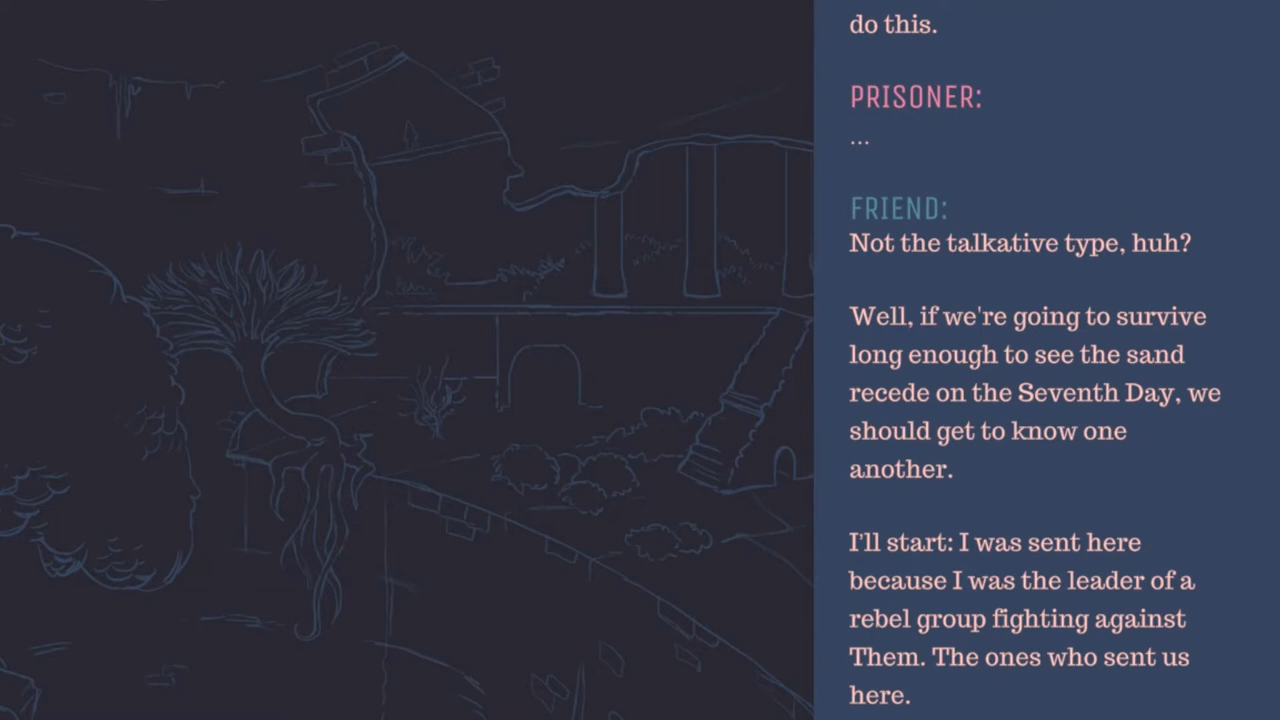 do this.
PRISONER:
...
FRIEND:
Not the talkative type, huh?
Well, if we're going to survive
long enough to see the sand
recede on the Seventh Day, we
should get to know one
another.
I’ll start: I was sent here
because I was the leader of a
rebel group fighting against
Them. The ones who sent us
here.